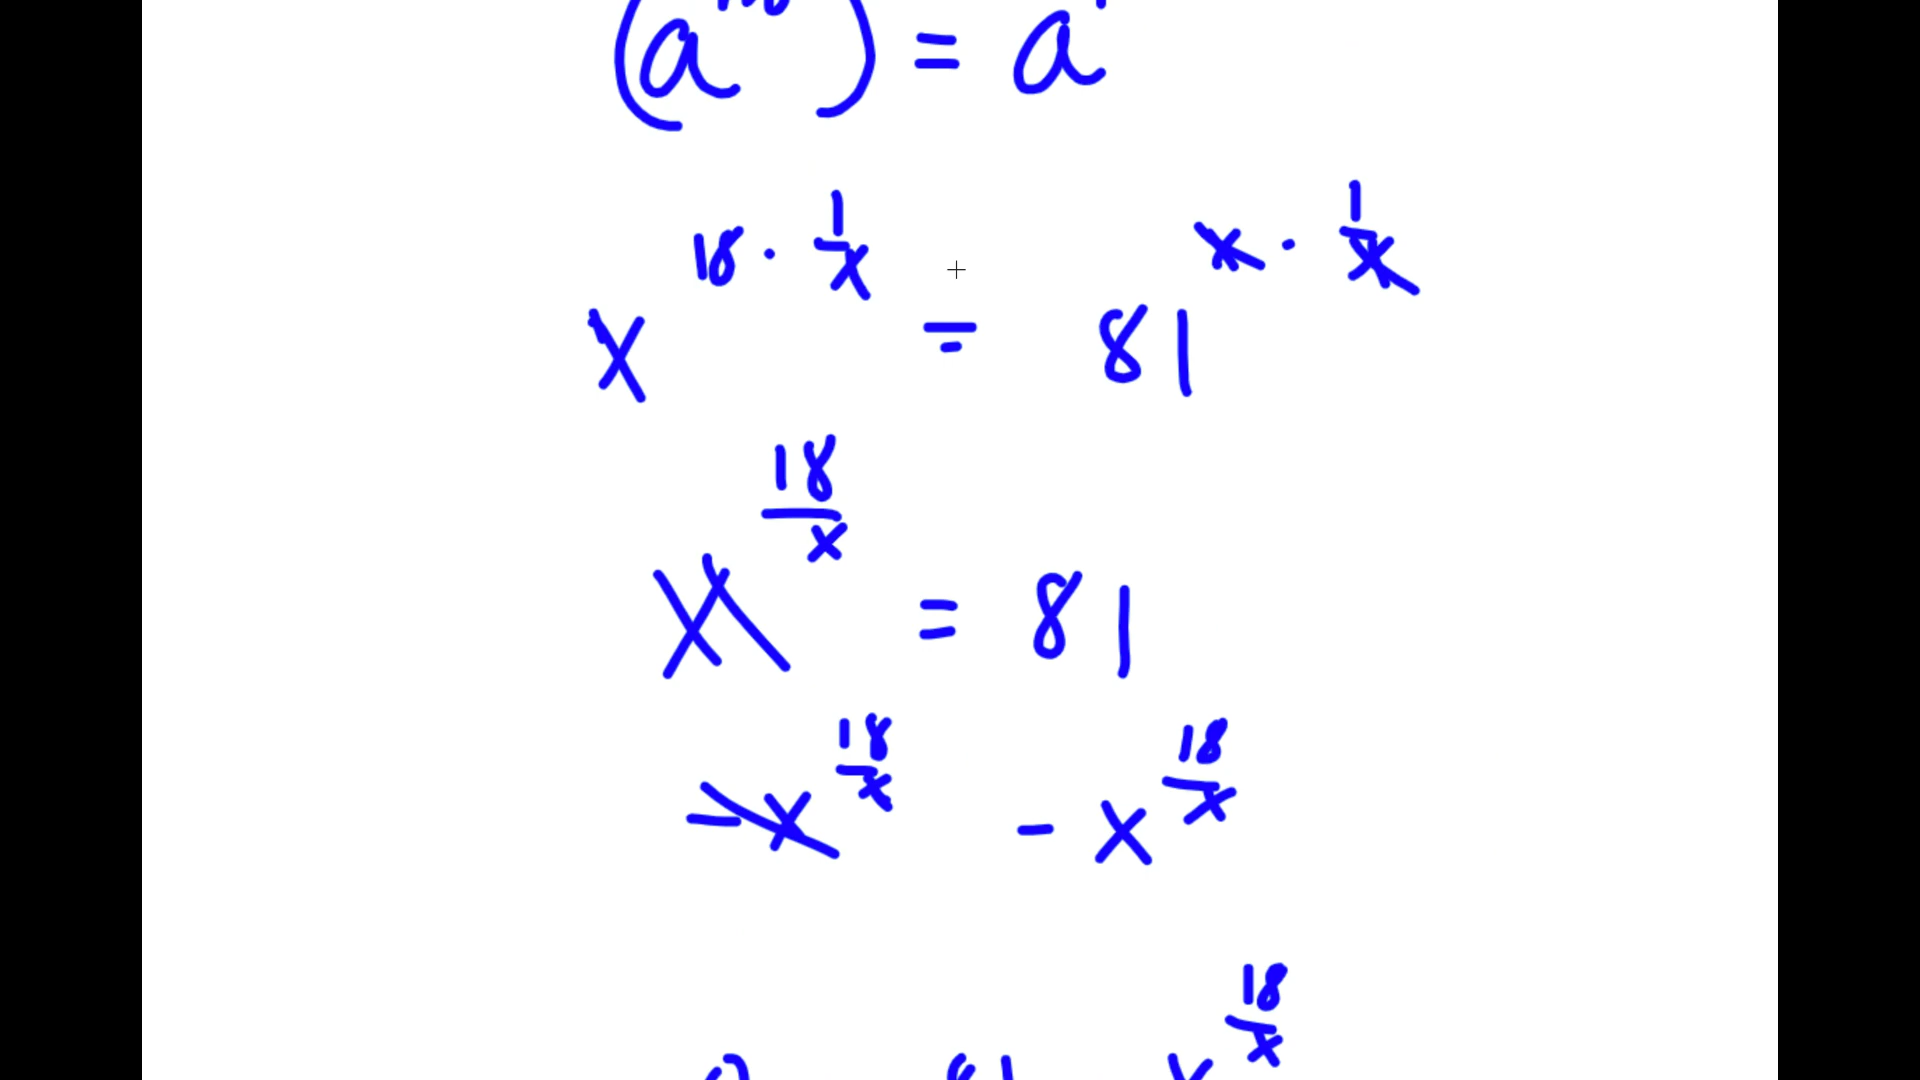 (a ) = a
x^(18 · 1/x) = 81^(x · 1/x)
x^(18/x) = 81
-x^(18/x) - x^(18/x)
x^(18/x)